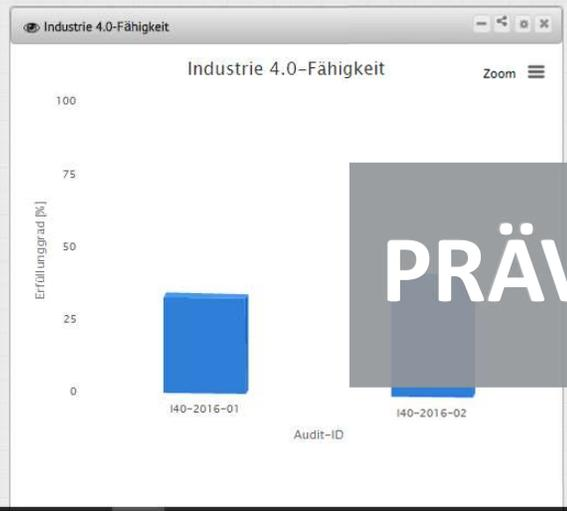 Industrie 4.0-Fähigkeit
Industrie 4.0-Fähigkeit
Zoom
100
75
50
25
0
Erfüllunggrad [%]
PRÄV
I40-2016-01
I40-2016-02
Audit-ID